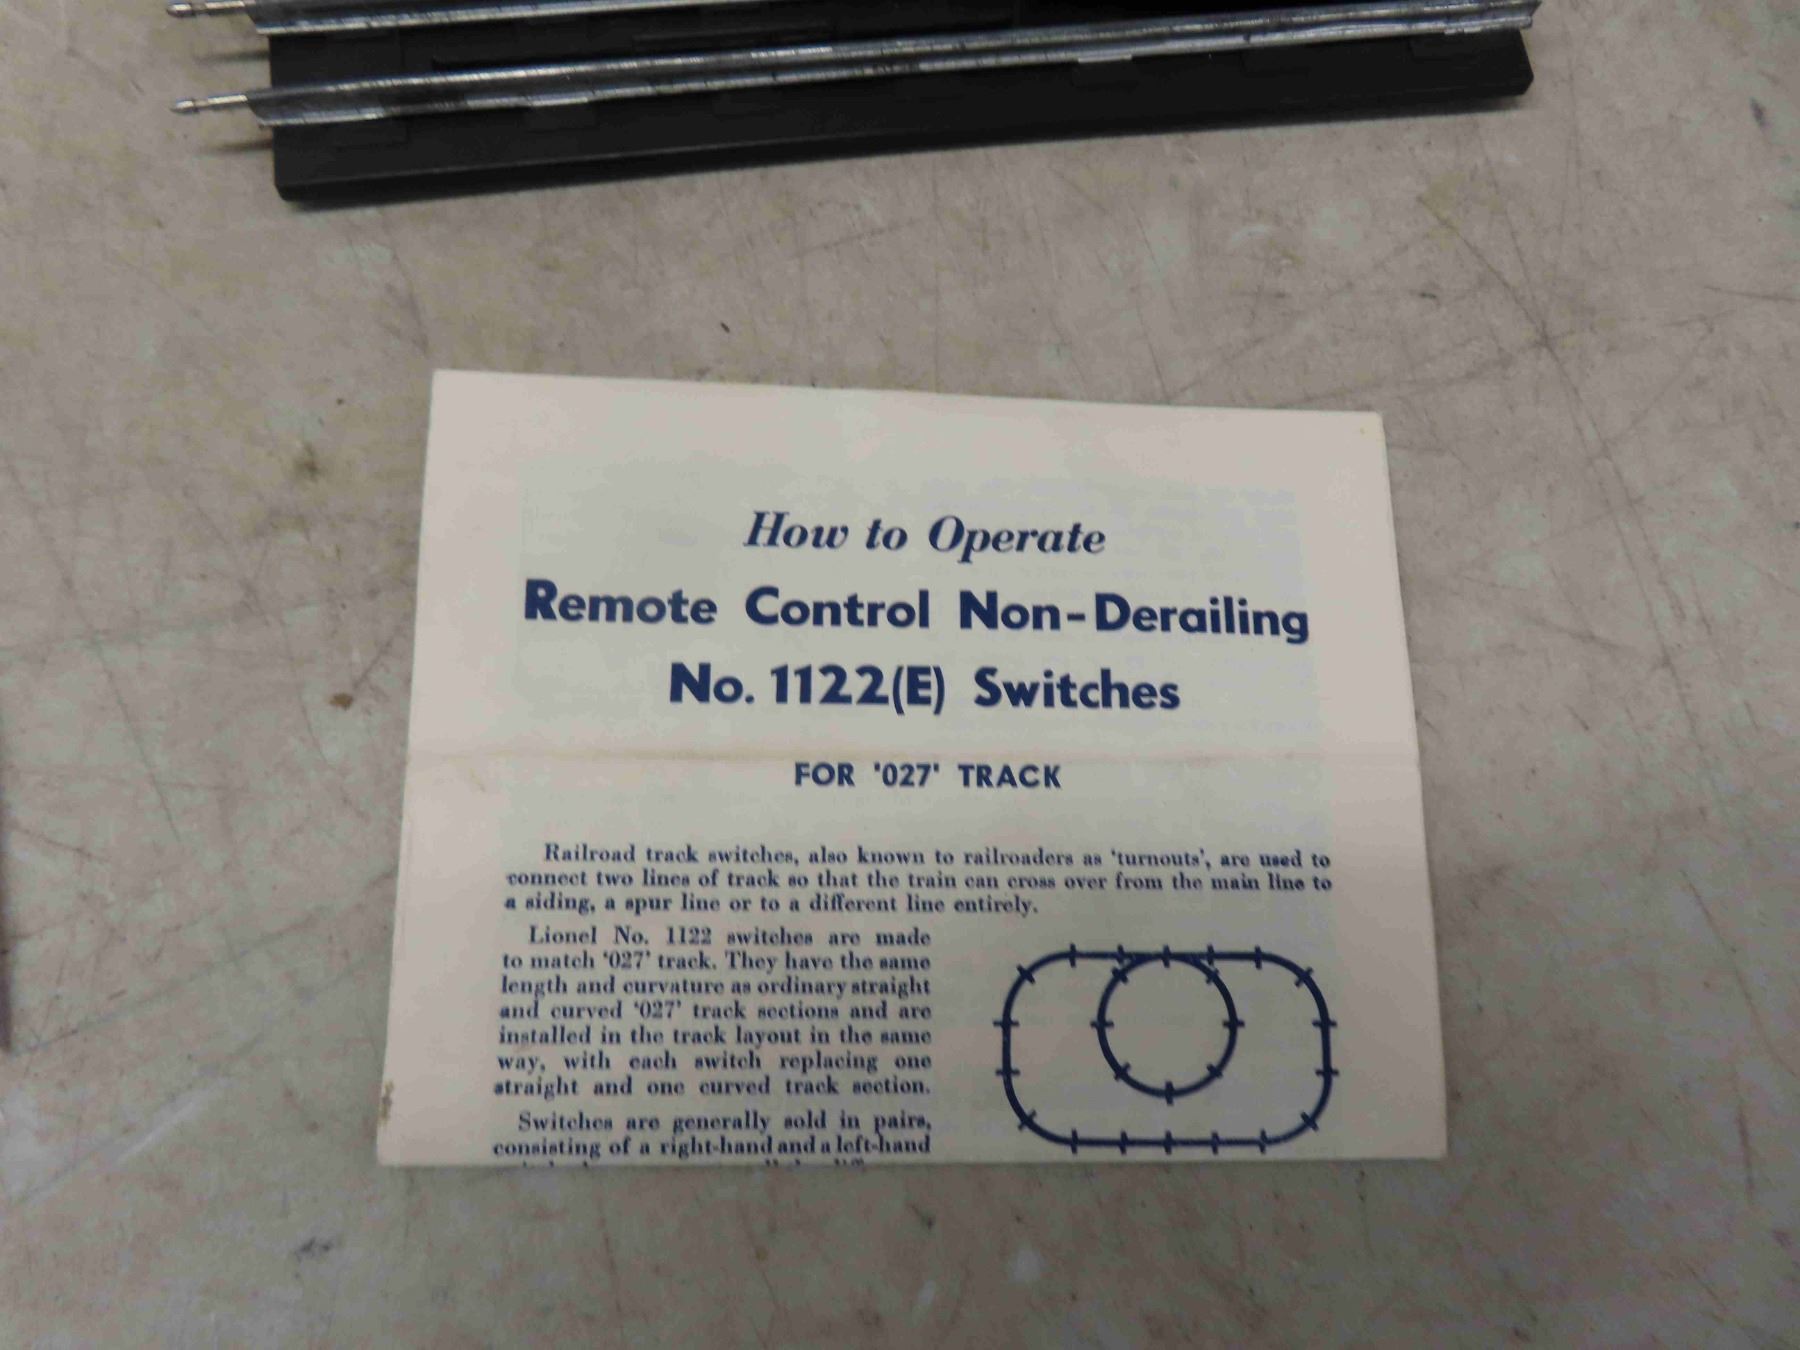 How to Operate
Remote Control Non-Derailing
No. 1122(E) Switches
FOR '027' TRACK
Railroad track switches, also known to railroaders as 'turnouts', are used to
connect two lines of track so that the train can cross over from the main line to
a siding, a spur line or to a different line entirely.
Lionel No. 1122 switches are made
to match '027' track. They have the same
length and curvature as ordinary straight
and curved '027' track sections and are
installed in the track layout in the same
way, with each switch replacing one
straight and one curved track section.
Switches are generally sold in pairs,
consisting of a right-hand and a left-hand